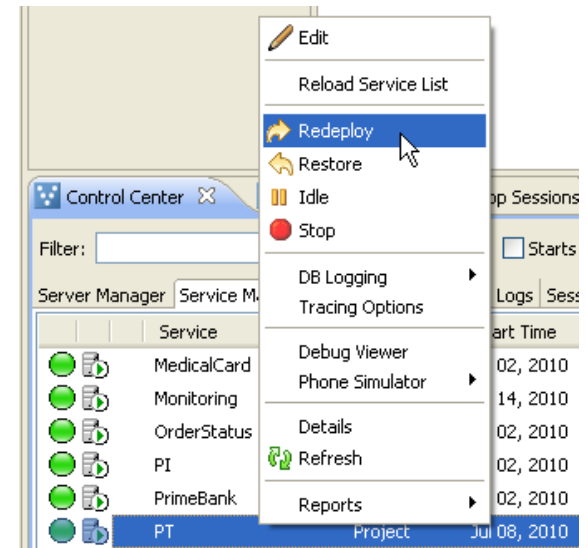 Edit
Reload Service List
Redeploy
Restore
Idle
Stop
DB Logging
Tracing Options
Debug Viewer
Phone Simulator
Details
Refresh
Reports
Control Center
Sessions
Filter:
Starts
Server Manager Service Logs
Service Time
MedicalCard 02, 2010
Monitoring 14, 2010
OrderStatus 02, 2010
PI 02, 2010
PrimeBank 02, 2010
PT Project Jul 08, 2010